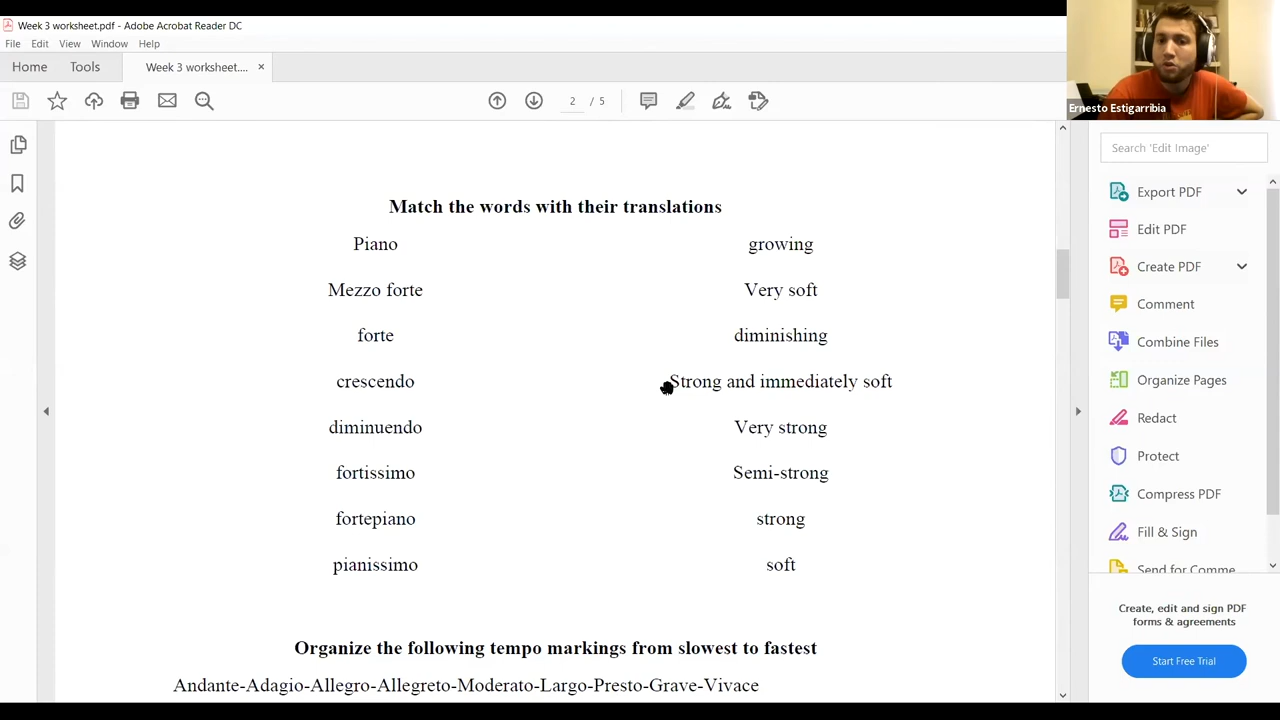 Week 3 worksheet.pdf - Adobe Acrobat Reader DC
File Edit View Window Help
Home Tools Week 3 worksheet.... ×
2 / 5
Ernesto Estigarribia
Match the words with their translations
Piano growing
Mezzo forte Very soft
forte diminishing
crescendo Strong and immediately soft
diminuendo Very strong
fortissimo Semi-strong
fortepiano strong
pianissimo soft
Organize the following tempo markings from slowest to fastest
Andante-Adagio-Allegro-Allegreto-Moderato-Largo-Presto-Grave-Vivace
Search 'Edit Image'
Export PDF
Edit PDF
Create PDF
Comment
Combine Files
Organize Pages
Redact
Protect
Compress PDF
Fill & Sign
Send for Comme
Create, edit and sign PDF
forms & agreements
Start Free Trial